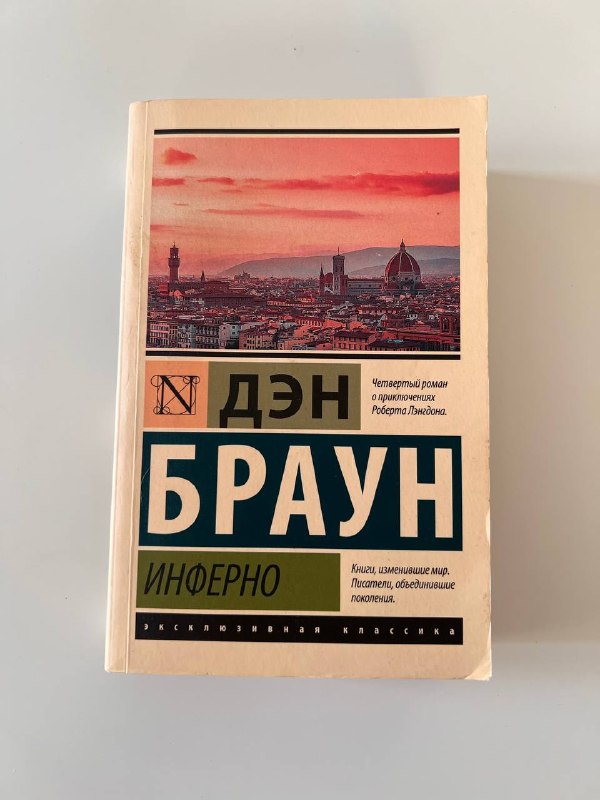 N
ДЭН
Четвертый роман
о приключениях
Роберта Лэнгдона.
БРАУН
ИНФЕРНО
Книги, изменившие мир.
Писатели, объединившие
поколения.
эксклюзивная классика